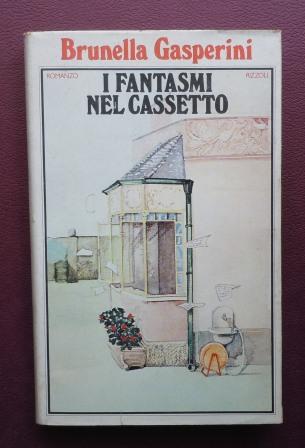 Brunella Gasperini
ROMANZO RIZZOLI
I FANTASMI
NEL CASSETTO